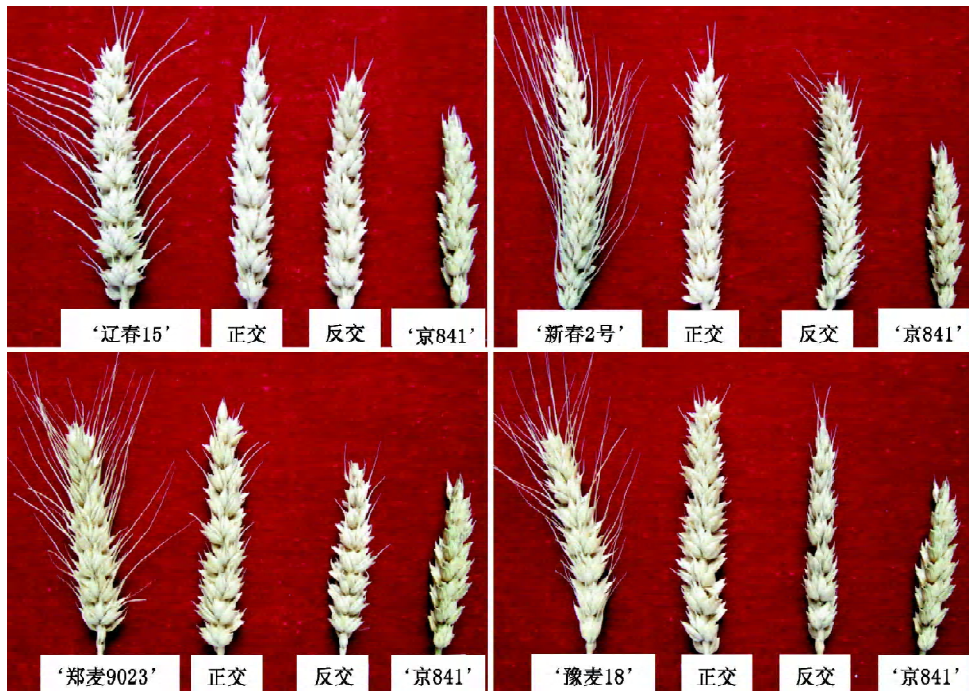 ‘辽春15’ 正交 反交 ‘京841’ ‘新春2号’ 正交 反交 ‘京841’
‘郑麦9023’ 正交 反交 ‘京841’ ‘豫麦18’ 正交 反交 ‘京841’